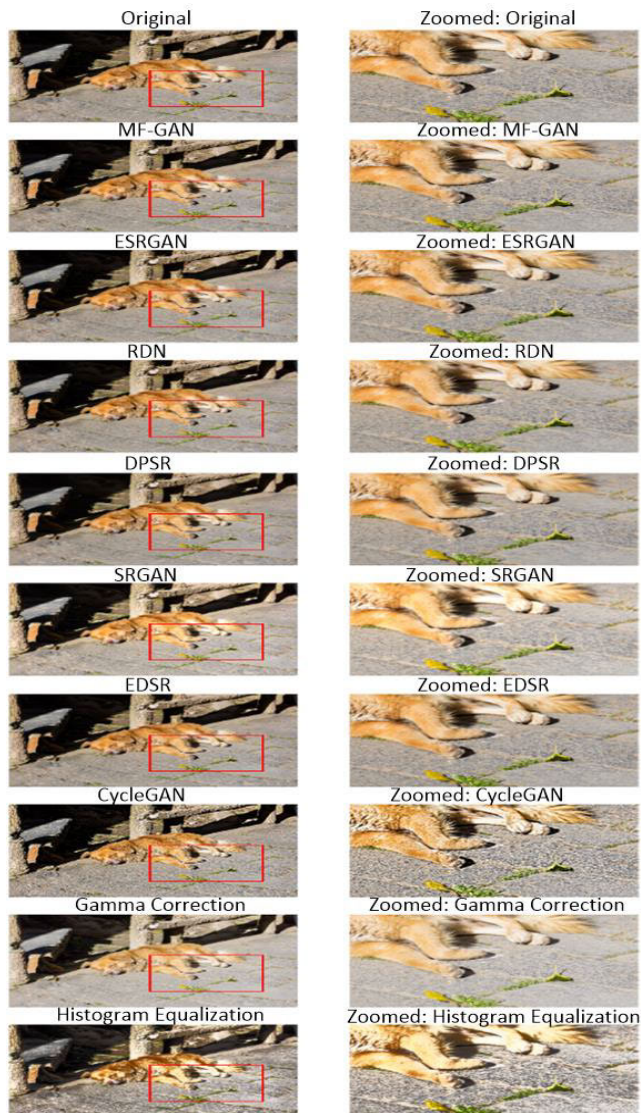 Original
Zoomed: Original
MF-GAN
Zoomed: MF-GAN
ESRGAN
Zoomed: ESRGAN
RDN
Zoomed: RDN
DPSR
Zoomed: DPSR
SRGAN
Zoomed: SRGAN
EDSR
Zoomed: EDSR
CycleGAN
Zoomed: CycleGAN
Gamma Correction
Zoomed: Gamma Correction
Histogram Equalization
Zoomed: Histogram Equalization